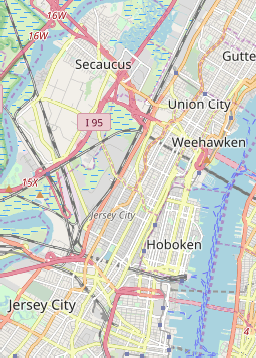 16W
16W
Secaucus
Gutte
Union City
I 95
Weehawken
15X
Jersey City
Hoboken
Jersey City
4